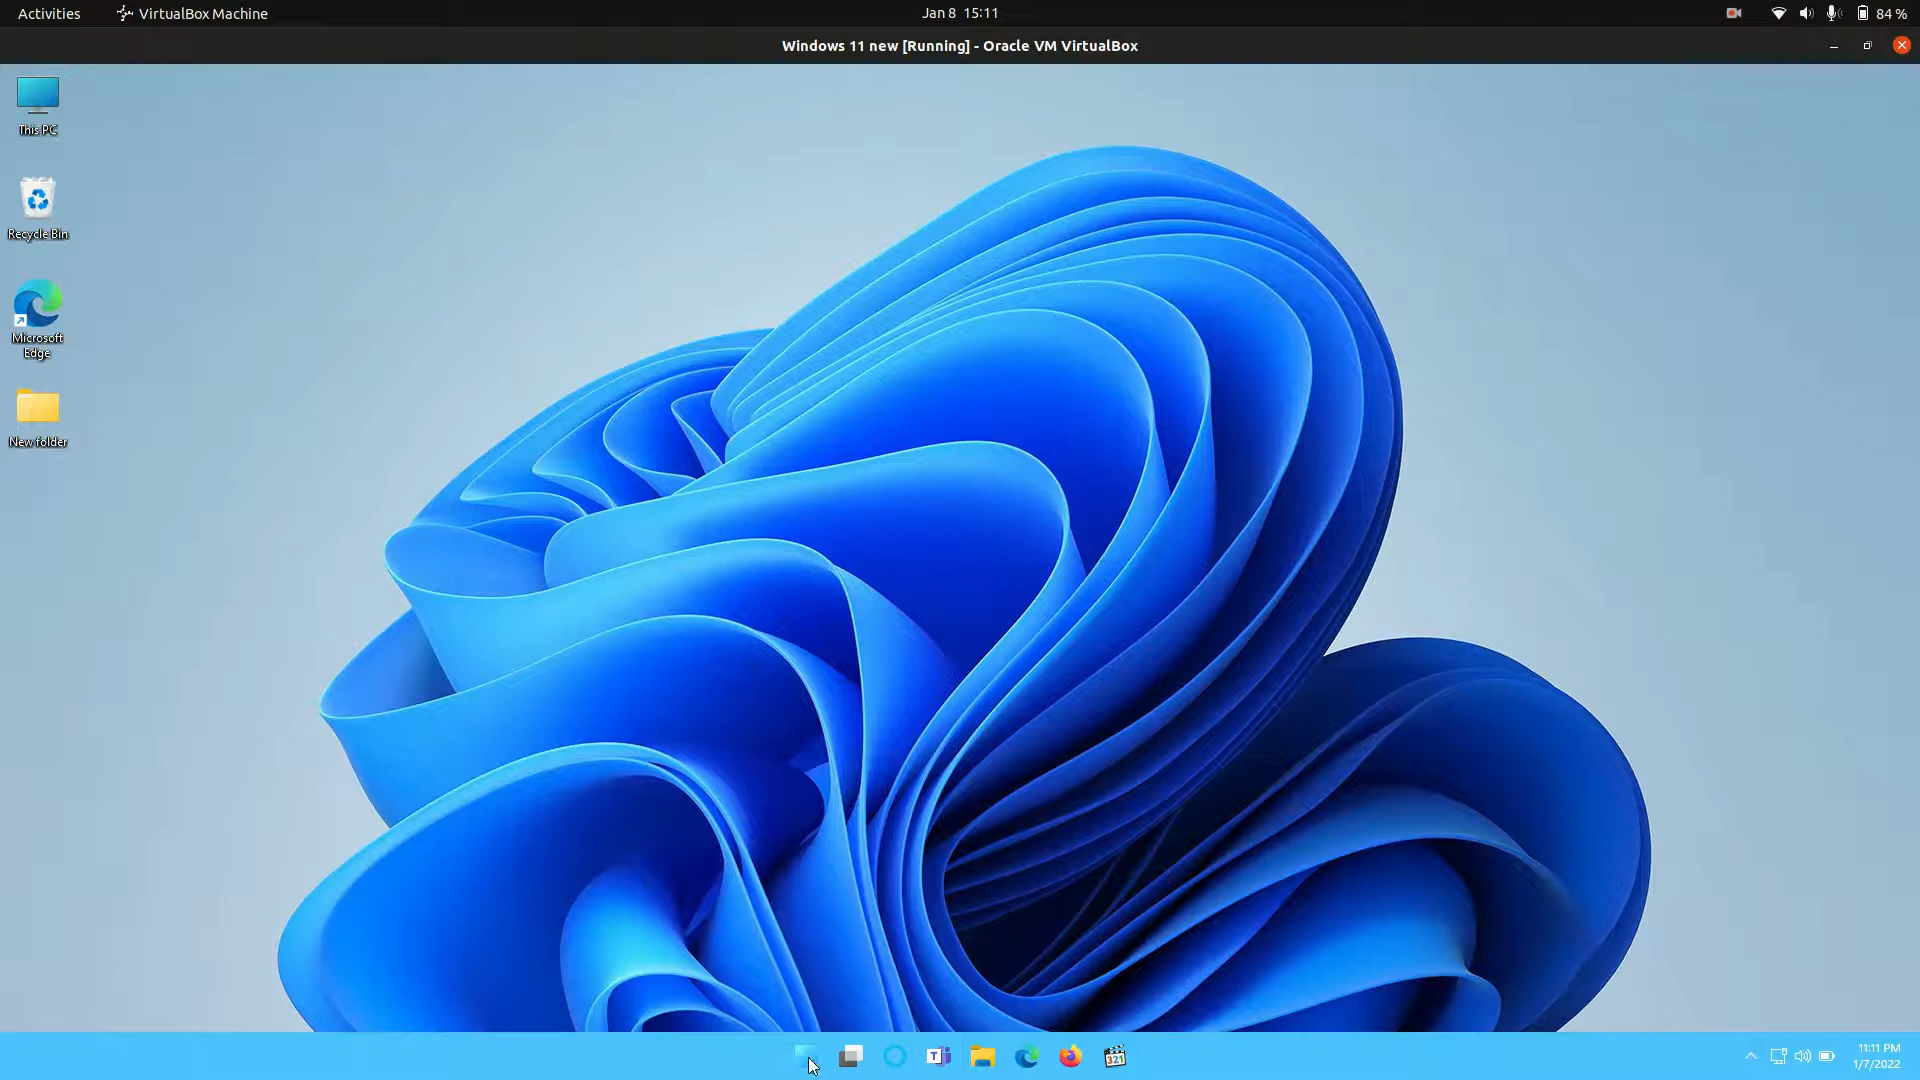 Activities
VirtualBox Machine
Jan 8 15:11
84 %
Windows 11 new [Running] - Oracle VM VirtualBox
This PC
Recycle Bin
Microsoft
Edge
New folder
T
321
11:11 PM
1/7/2022